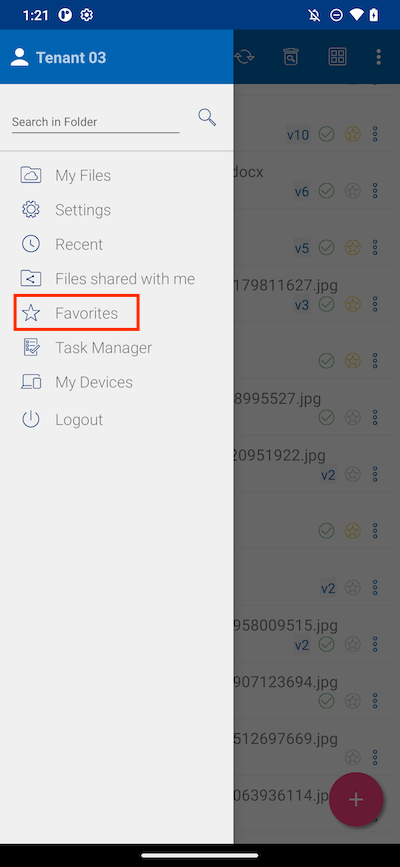 1:21
Tenant 03
Search in Folder
v10
My Files
docx
v6
Settings
Recent
v5
Files shared with me
179811627.jpg
v3
Favorites
Task Manager
My Devices
8995527.jpg
Logout
20951922.jpg
v2
v2
958009515.jpg
v2
907123694.jpg
512697669.jpg
063936114.jp